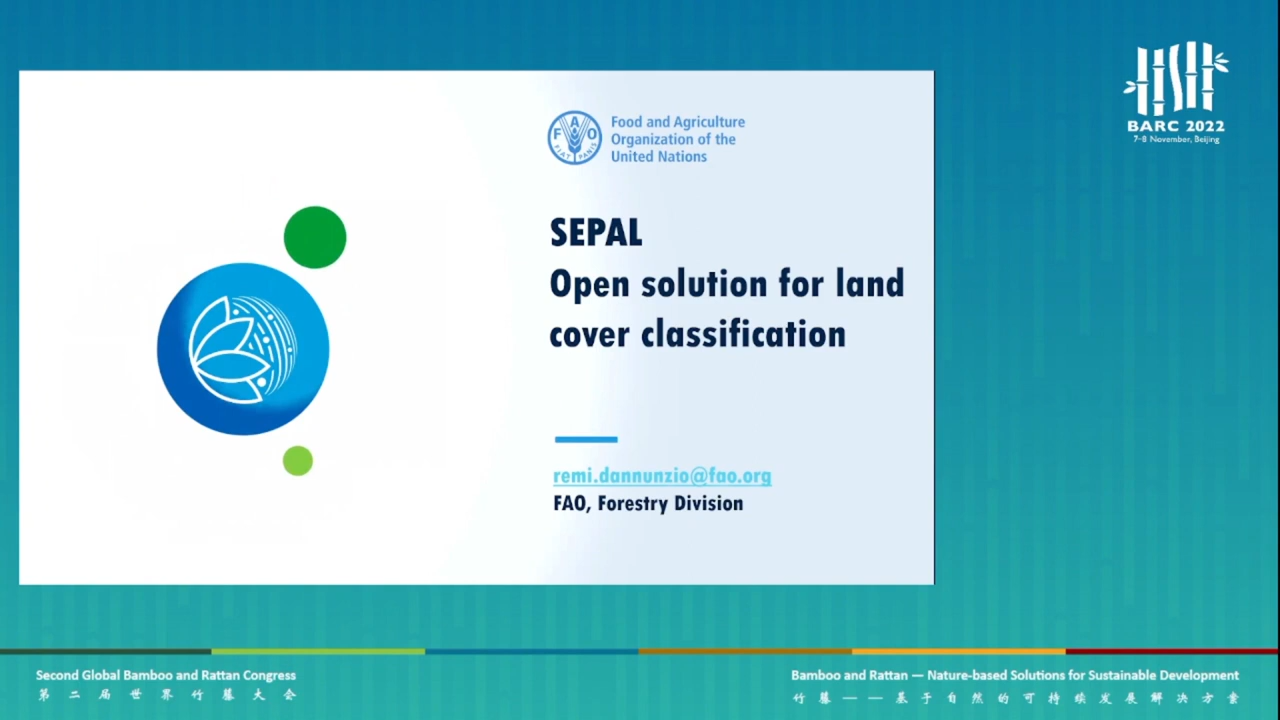 BARC 2022
7-8 November, Beijing
F A O
FIAT PANIS
Food and Agriculture
Organization of the
United Nations
SEPAL
Open solution for land
cover classification
remi.dannunzio@fao.org
FAO, Forestry Division
Second Global Bamboo and Rattan Congress
第二届世界竹藤大会
Bamboo and Rattan — Nature-based Solutions for Sustainable Development
竹藤——基于自然的可持续发展解决方案